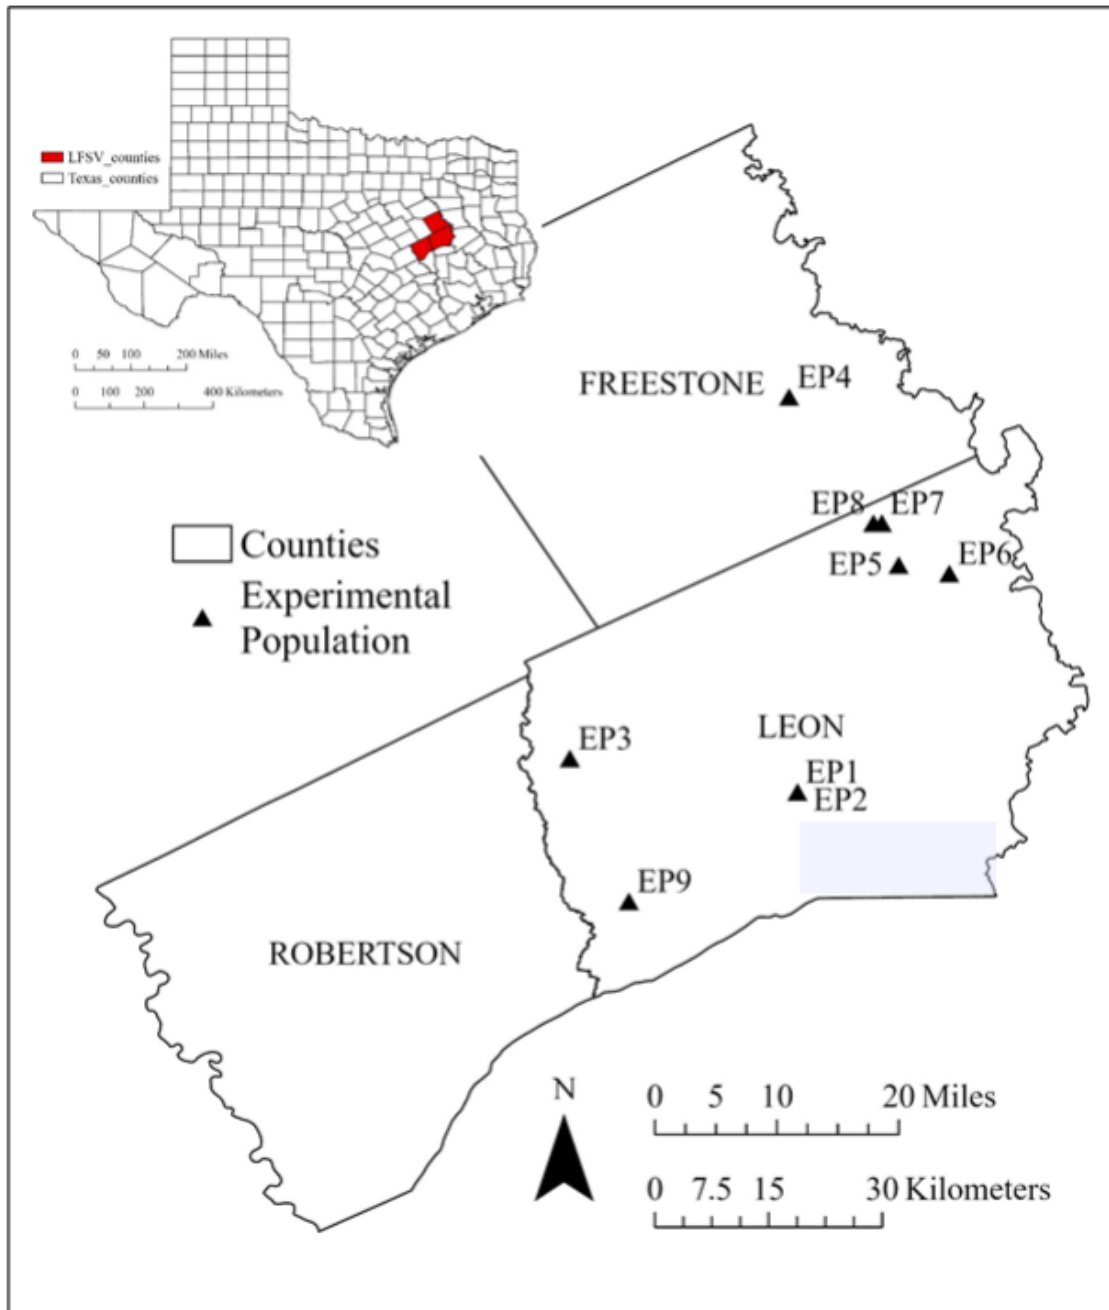 LFSV_counties
Texas_counties
0 50 100 200 Miles
0 100 200 400 Kilometers
FREESTONE
EP4
EP8
EP7
EP5
EP6
Counties
Experimental
Population
LEON
EP3
EP1
EP2
EP9
ROBERTSON
N
0 5 10 20 Miles
0 7.5 15 30 Kilometers